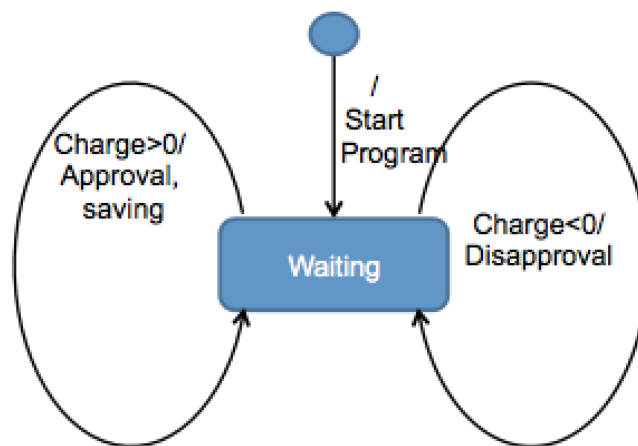 /
Start
Program
Charge>0/
Approval,
saving
Charge<0/
Disapproval
Waiting